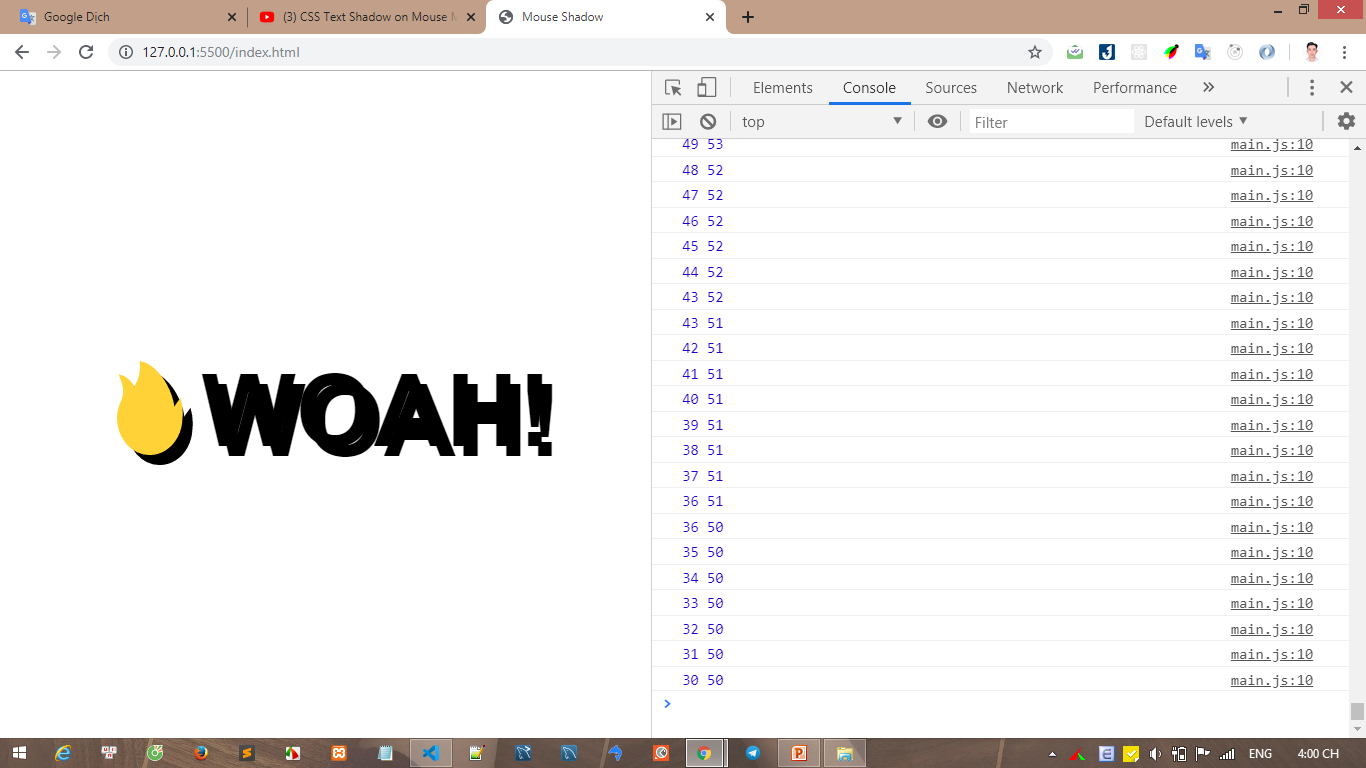 Google Dịch
(3) CSS Text Shadow on Mouse M
Mouse Shadow
127.0.0.1:5500/index.html
Elements Console Sources Network Performance
top Filter Default levels
49 53 main.js:10
48 52 main.js:10
47 52 main.js:10
46 52 main.js:10
45 52 main.js:10
44 52 main.js:10
43 52 main.js:10
43 51 main.js:10
42 51 main.js:10
41 51 main.js:10
40 51 main.js:10
39 51 main.js:10
38 51 main.js:10
37 51 main.js:10
36 51 main.js:10
36 50 main.js:10
35 50 main.js:10
34 50 main.js:10
33 50 main.js:10
32 50 main.js:10
31 50 main.js:10
30 50 main.js:10
WOAH!
ENG 4:00 CH